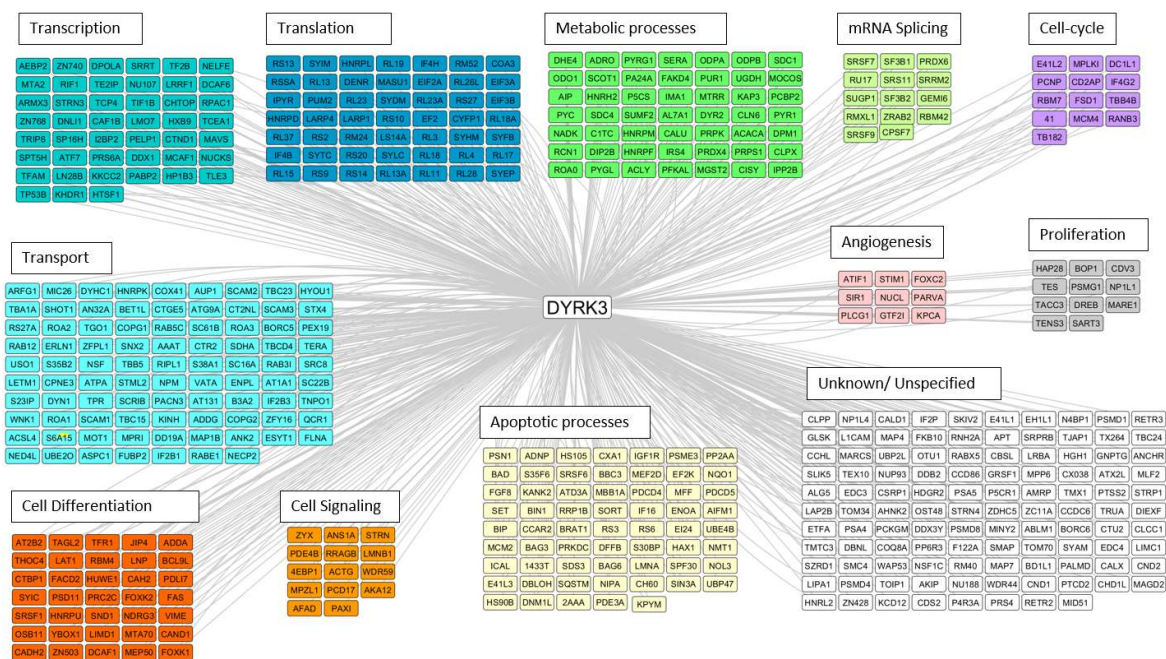 Transcription
AEBP2 ZN740 DPOLA SRRT TF2B NELFE
MTA2 RIF1 TE2IP NU107 LRRF1 DCAF6
ARMX3 STRN3 TCP4 TIF1B CHTOP RPAC1
ZN768 DNLI1 CAF1B LMO7 HXB9 TCEA1
TRIP6 SP16H I2BP2 PELP1 CTND1 MAVS
SPT5H ATF7 PRS6A DDX1 MCAF1 NUCKS
TFAM LN28B KKCC2 PABP2 HP1B3 TLE3
TP53B KHDR1 HTSF1
Translation
RS13 SYIM HNRPL RL19 IF4H RM52 COA3
RSSA RL13 DENR MASU1 EIF2A RL26L EIF3A
IPYR PUM2 RL23 SYDM RL23A RS27 EIF3B
HNRPD LARP4 LARP1 RS10 EF2 CYFP1 RL18A
RL37 RS2 RM24 LS14A RL3 SYHM SYFB
IF4B SYTC RS20 SYLC RL18 RL4 RL17
RL15 RS9 RS14 RL13A RL11 RL28 SYEP
Metabolic processes
DHE4 ADRO PYRG1 SERA ODPA ODPB SDC1
ODO1 SCOT1 PA24A FAKD4 PUR1 UGDH MOCOS
AIP HNRH2 P5CS IMA1 MTRR KAP3 PCBP2
PYC SDC4 SUMF2 AL7A1 DYR2 CLN6 PYR1
NADK C1TC HNRPM CALU PRPK ACACA DPM1
RCN1 DIP2B HNRPF IRS4 PRDX4 PRPS1 CLPX
ROA0 PYGL ACLY PFKAL MGST2 CISY IPP2B
mRNA Splicing
SRSF7 SF3B1 PRDX6
RU17 SRS11 SRRM2
SUGP1 SF3B2 GEMI6
RMXL1 ZRAB2 RBM42
SRSF9 CPSF7
Cell-cycle
E41L2 MPLKI DC1L1
PCNP CD2AP IF4G2
RBM7 FSD1 TBB4B
41 MCM4 RANB3
TB182
Transport
ARFG1 MIC26 DYHC1 HNRPK COX41 AUP1 SCAM2 TBC23 HYOU1
TBA1A SHOT1 AN32A BET1L CTGE5 ATG9A CT2NL SCAM3 STX4
RS27A ROA2 TGO1 COPG1 RAB5C SC61B ROA3 BORC5 PEX19
RAB12 ERLN1 ZFPL1 SNX2 AAAT CTR2 SDHA TBCD4 TERA
USO1 S35B2 NSF TBB5 RIPL1 S38A1 SC16A RAB3I SRC8
LETM1 CPNE3 ATPA STML2 NPM VATA ENPL AT1A1 SC22B
S23IP DYN1 TPR SCRIB PACN3 AT131 B3A2 IF2B3 TNPO1
WNK1 ROA1 SCAM1 TBC15 KINH ADDG COPG2 ZFY16 QCR1
ACSL4 S6A15 MOT1 MPRI DD19A MAP1B ANK2 ESYT1 FLNA
NED4L UBE2O ASPC1 FUBP2 IF2B1 RABE1 NECP2
DYRK3
Angiogenesis
ATIF1 STIM1 FOXC2
SIR1 NUCL PARVA
PLCG1 GTF2I KPCA
Proliferation
HAP28 BOP1 CDV3
TES PSMG1 NP1L1
TACC3 DREB MARE1
TENS3 SART3
Cell Differentiation
AT2B2 TAGL2 TFR1 JIP4 ADDA
THOC4 LAT1 RBM4 LNP BCL9L
CTBP1 FACD2 HUWE1 CAH2 PDLI7
SYIC PSD11 PRC2C FOXK2 FAS
SRSF1 HNRPU SND1 NDRG3 VIME
OSB11 YBOX1 LIMD1 MTA70 CAND1
CADH2 ZN503 DCAF1 MEP50 FOXK1
Cell Signaling
ZYX ANS1A STRN
PDE4B RRAGB LMNB1
4EBP1 ACTG WDR59
MPZL1 PCD17 AKA12
AFAD PAXI
Apoptotic processes
PSN1 ADNP HS105 CXA1 IGF1R PSME3 PP2AA
BAD S35F6 SRSF6 BBC3 MEF2D EF2K NQO1
FGF8 KANK2 ATD3A MBB1A PDCD4 MFF PDCD5
SET BIN1 RRP1B SORT IF16 ENOA AIFM1
BIP CCAR2 BRAT1 RS3 RS6 EI24 UBE4B
MCM2 BAG3 PRKDC DFFB S30BP HAX1 NMT1
ICAL 1433T SDS3 BAG6 LMNA SPF30 NOL3
E41L3 DBLOH SQSTM NIPA CH60 SIN3A UBP47
HS90B DNM1L 2AAA PDE3A KPYM
Unknown/ Unspecified
CLPP NP1L4 CALD1 IF2P SKIV2 E41L1 EH1L1 N4BP1 PSMD1 RETR3
GLSK L1CAM MAP4 FKB10 RNH2A APT SRPRB TJAP1 TX264 TBC24
CCHL MARCS UBP2L OTU1 RABX5 CBSL LRBA HGH1 GNPTG ANCHR
SLIK5 TEX10 NUP93 DDB2 CCD86 GRSF1 MPP6 CX038 ATX2L MLF2
ALG5 EDC3 CSRP1 HDGR2 PSA5 P5CR1 AMRP TMX1 PTSS2 STRP1
LAP2B TOM34 AHNK2 OST48 STRN4 ZDHC5 ZC11A CCDC6 TRUA DIEXF
ETFA PSA4 PCKGM DDX3Y PSMD8 MINY2 ABLM1 BORC6 CTU2 CLCC1
TMTC3 DBNL COQ8A PP6R3 F122A SMAP TOM70 SYAM EDC4 LIMC1
SZRD1 SMC4 WAP53 NSF1C RM40 MAP7 BD1L1 PALMD CALX CND2
LIPA1 PSMD4 TOIP1 AKIP NU188 WDR44 CND1 PTCD2 CHD1L MAGD2
HNRL2 ZN428 KCD12 CDS2 P4R3A PRS4 RETR2 MID51